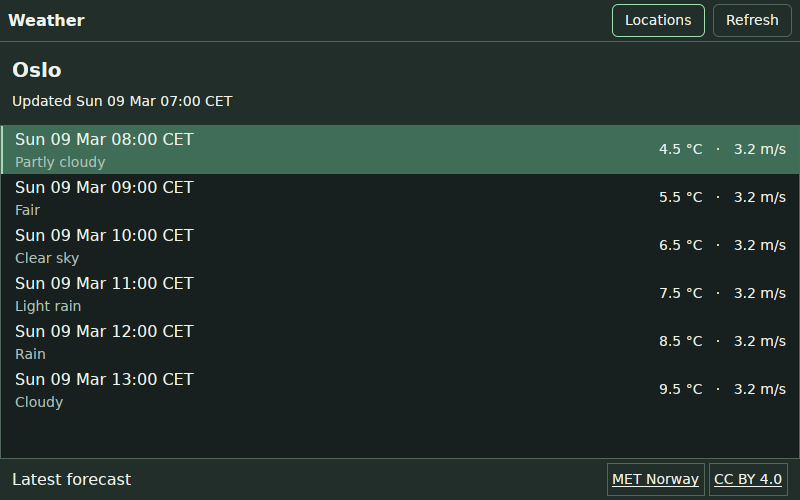 Weather
Locations
Refresh
Oslo
Updated Sun 09 Mar 07:00 CET
Sun 09 Mar 08:00 CET
Partly cloudy
4.5 °C · 3.2 m/s
Sun 09 Mar 09:00 CET
Fair
5.5 °C · 3.2 m/s
Sun 09 Mar 10:00 CET
Clear sky
6.5 °C · 3.2 m/s
Sun 09 Mar 11:00 CET
Light rain
7.5 °C · 3.2 m/s
Sun 09 Mar 12:00 CET
Rain
8.5 °C · 3.2 m/s
Sun 09 Mar 13:00 CET
Cloudy
9.5 °C · 3.2 m/s
Latest forecast
MET Norway
CC BY 4.0